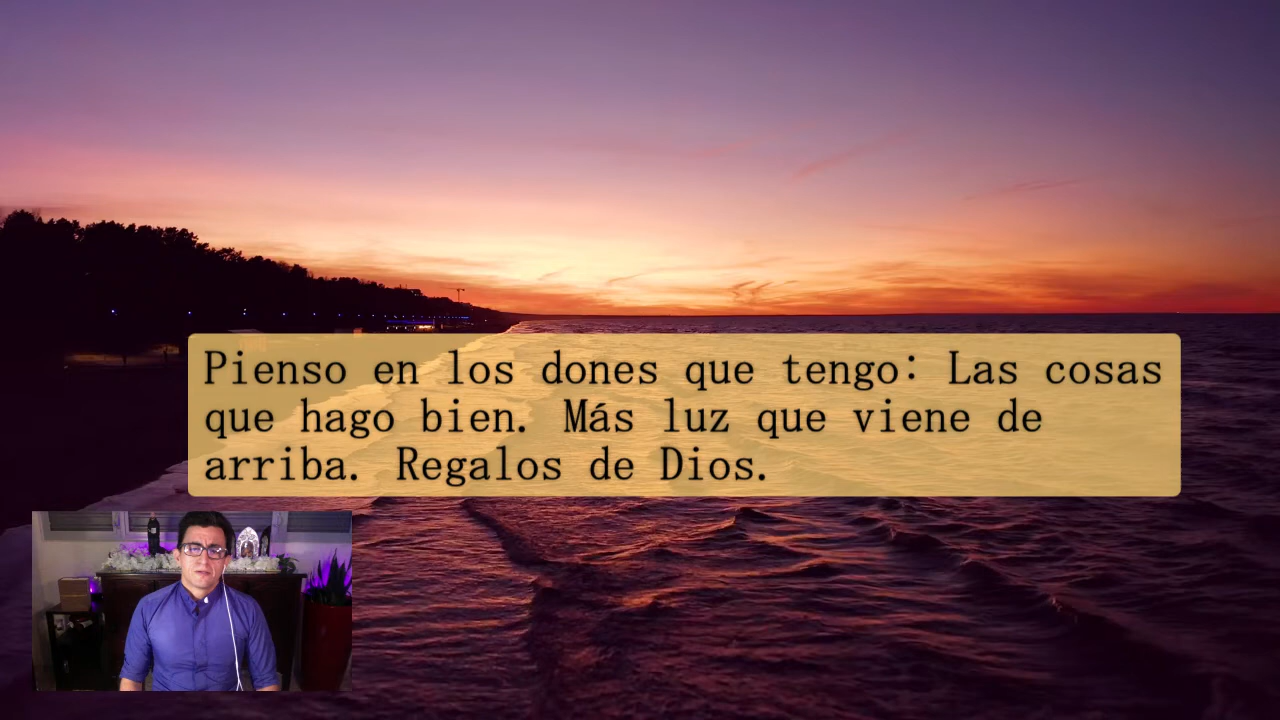 Pienso en los dones que tengo: Las cosas
que hago bien. Más luz que viene de
arriba. Regalos de Dios.